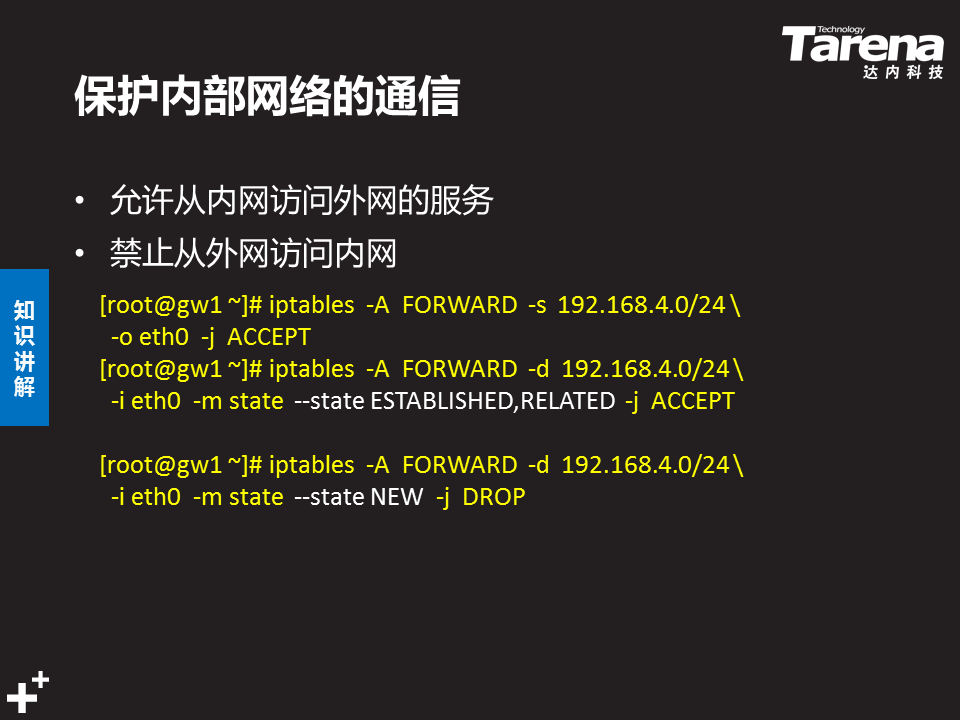 Technology
Tarena
达内科技
保护内部网络的通信
• 允许从内网访问外网的服务
• 禁止从外网访问内网
知识讲解
[root@gw1 ~]# iptables -A FORWARD -s 192.168.4.0/24 \
-o eth0 -j ACCEPT
[root@gw1 ~]# iptables -A FORWARD -d 192.168.4.0/24 \
-i eth0 -m state --state ESTABLISHED,RELATED -j ACCEPT
[root@gw1 ~]# iptables -A FORWARD -d 192.168.4.0/24 \
-i eth0 -m state --state NEW -j DROP